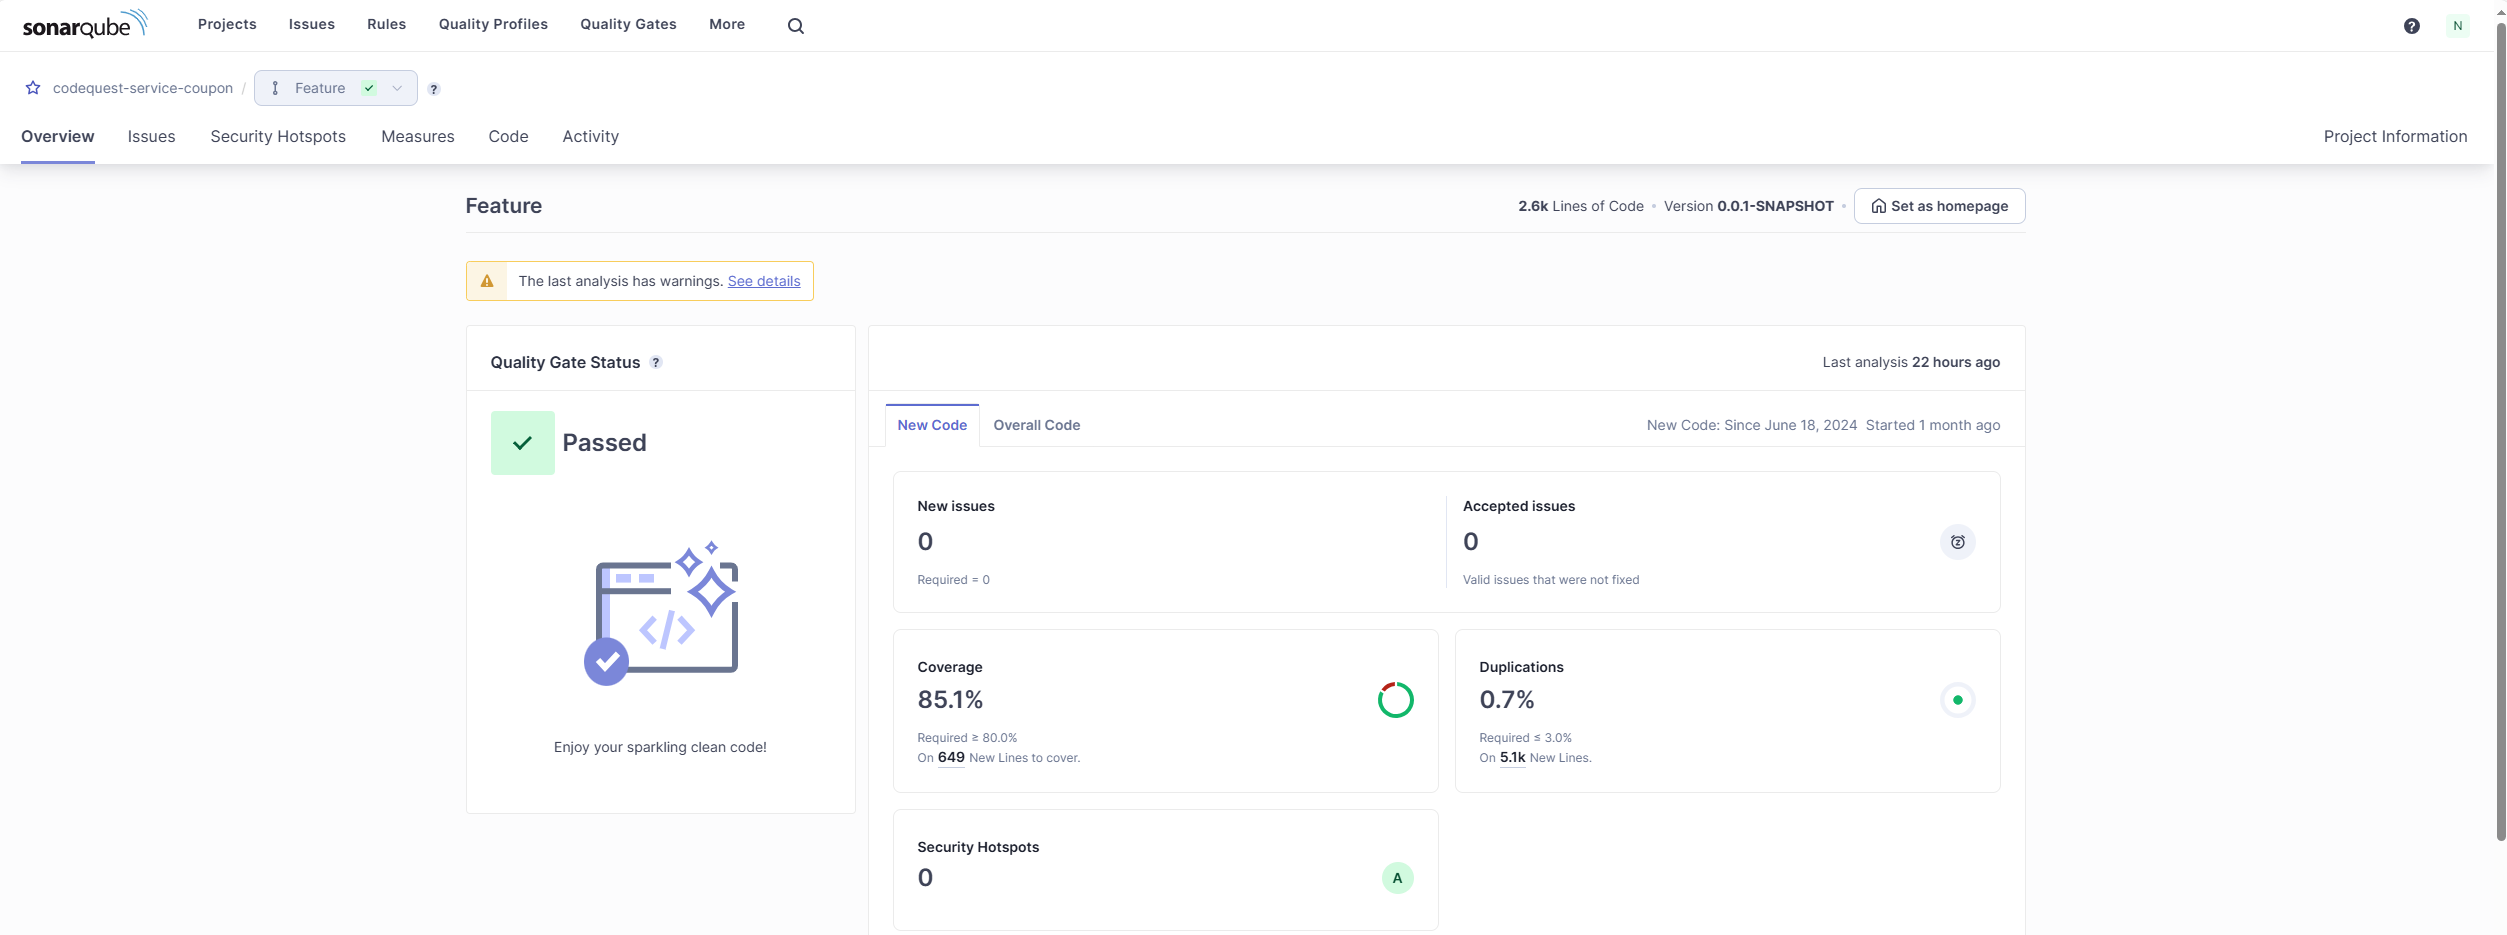 sonarqube Projects Issues Rules Quality Profiles Quality Gates More ? N
codequest-service-coupon / Feature ?
Overview Issues Security Hotspots Measures Code Activity Project Information
Feature 2.6k Lines of Code • Version 0.0.1-SNAPSHOT • Set as homepage
The last analysis has warnings. See details
Quality Gate Status ?
Passed
</>
Enjoy your sparkling clean code!
Last analysis 22 hours ago
New Code Overall Code New Code: Since June 18, 2024 Started 1 month ago
New issues
0
Required = 0
Accepted issues
0
Valid issues that were not fixed
Coverage
85.1%
Required ≥ 80.0%
On 649 New Lines to cover.
Duplications
0.7%
Required ≤ 3.0%
On 5.1k New Lines.
Security Hotspots
0 A